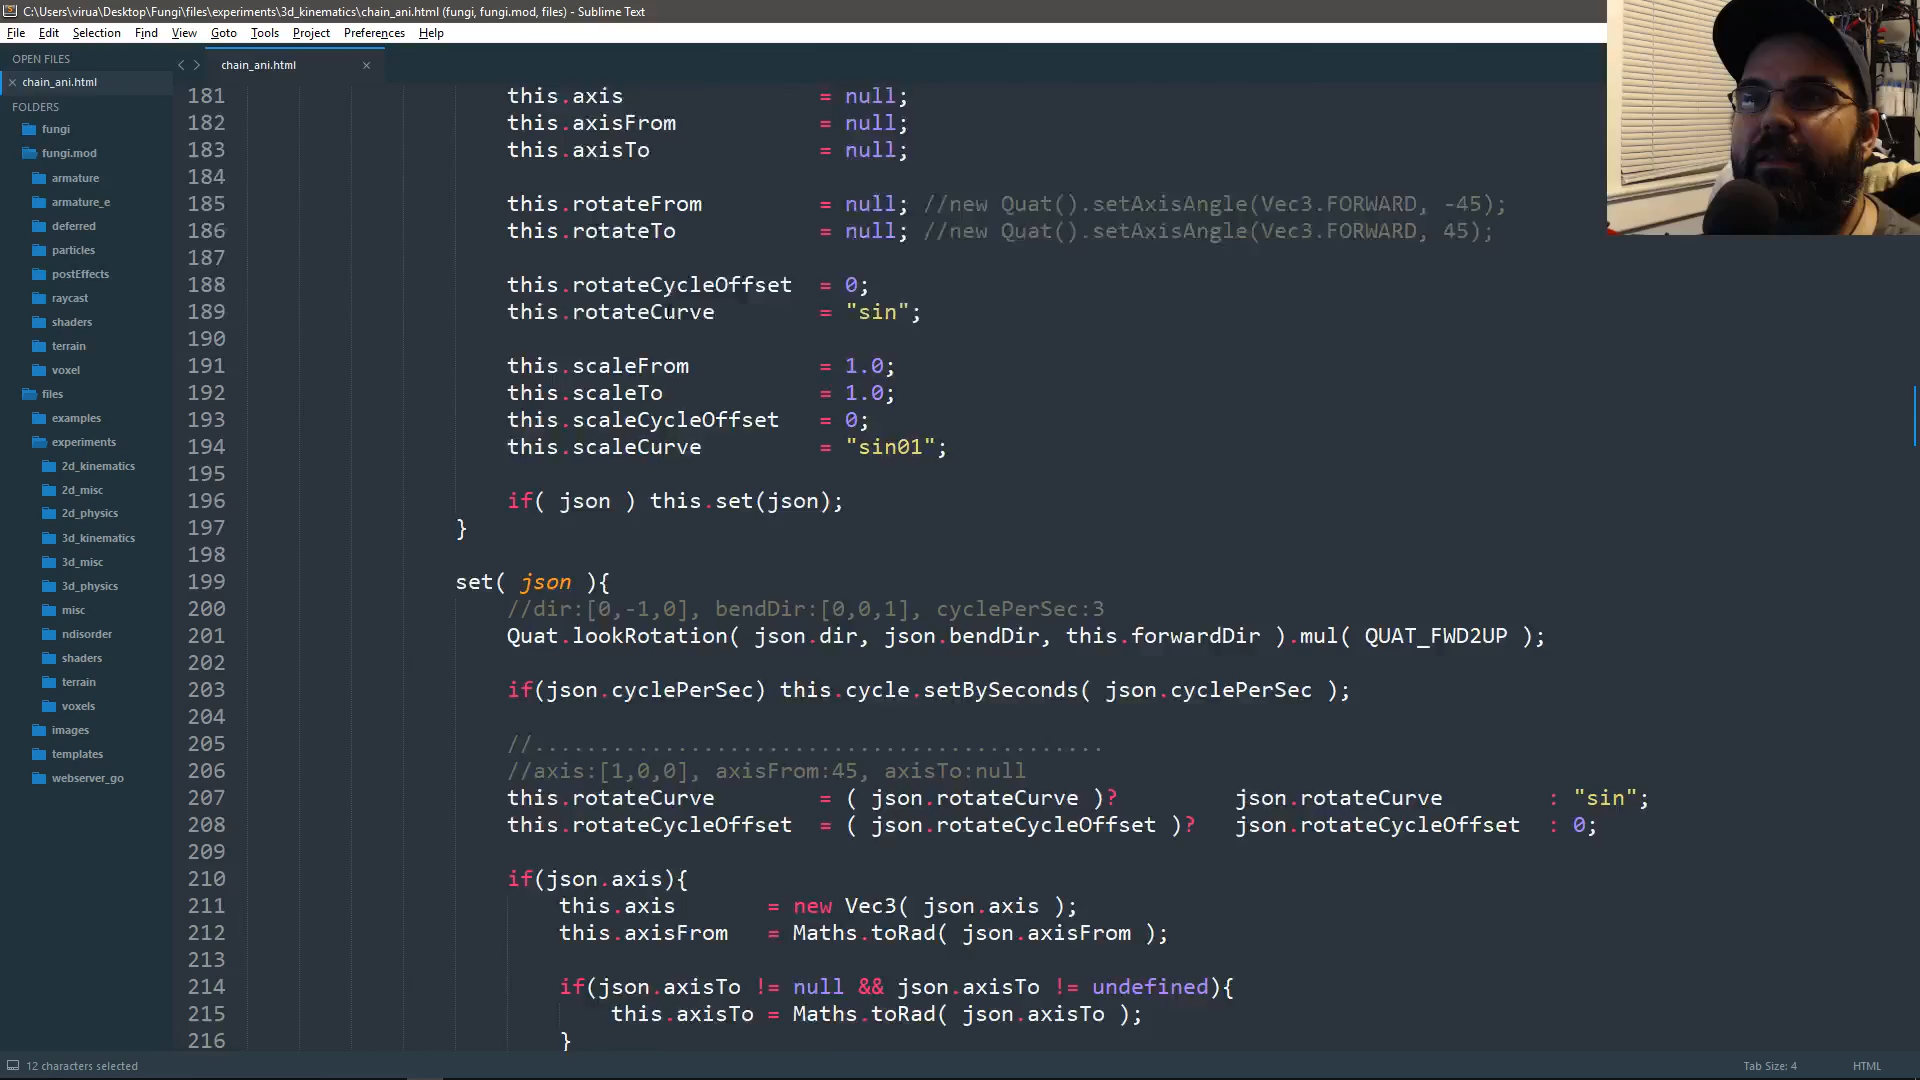 C:\Users\virua\Desktop\Fungi\files\experiments\3d_kinematics\chain_ani.html (fungi, fungi.mod, files) - Sublime Text
File Edit Selection Find View Goto Tools Project Preferences Help
OPEN FILES
chain_ani.html
FOLDERS
fungi
fungi.mod
armature
armature_e
deferred
particles
postEffects
raycast
shaders
terrain
voxel
files
examples
experiments
2d_kinematics
2d_misc
2d_physics
3d_kinematics
3d_misc
3d_physics
misc
ndisorder
shaders
terrain
voxels
images
templates
webserver_go
chain_ani.html
181 this.axis = null;
182 this.axisFrom = null;
183 this.axisTo = null;
184
185 this.rotateFrom = null; //new Quat().setAxisAngle(Vec3.FORWARD, -45);
186 this.rotateTo = null; //new Quat().setAxisAngle(Vec3.FORWARD, 45);
187
188 this.rotateCycleOffset = 0;
189 this.rotateCurve = "sin";
190
191 this.scaleFrom = 1.0;
192 this.scaleTo = 1.0;
193 this.scaleCycleOffset = 0;
194 this.scaleCurve = "sin01";
195
196 if( json ) this.set(json);
197 }
198
199 set( json ){
200 //dir:[0,-1,0], bendDir:[0,0,1], cyclePerSec:3
201 Quat.lookRotation( json.dir, json.bendDir, this.forwardDir ).mul( QUAT_FWD2UP );
202
203 if(json.cyclePerSec) this.cycle.setBySeconds( json.cyclePerSec );
204
205 //............................................
206 //axis:[1,0,0], axisFrom:45, axisTo:null
207 this.rotateCurve = ( json.rotateCurve )? json.rotateCurve : "sin";
208 this.rotateCycleOffset = ( json.rotateCycleOffset )? json.rotateCycleOffset : 0;
209
210 if(json.axis){
211 this.axis = new Vec3( json.axis );
212 this.axisFrom = Maths.toRad( json.axisFrom );
213
214 if(json.axisTo != null && json.axisTo != undefined){
215 this.axisTo = Maths.toRad( json.axisTo );
216 }
12 characters selected
Tab Size: 4
HTML